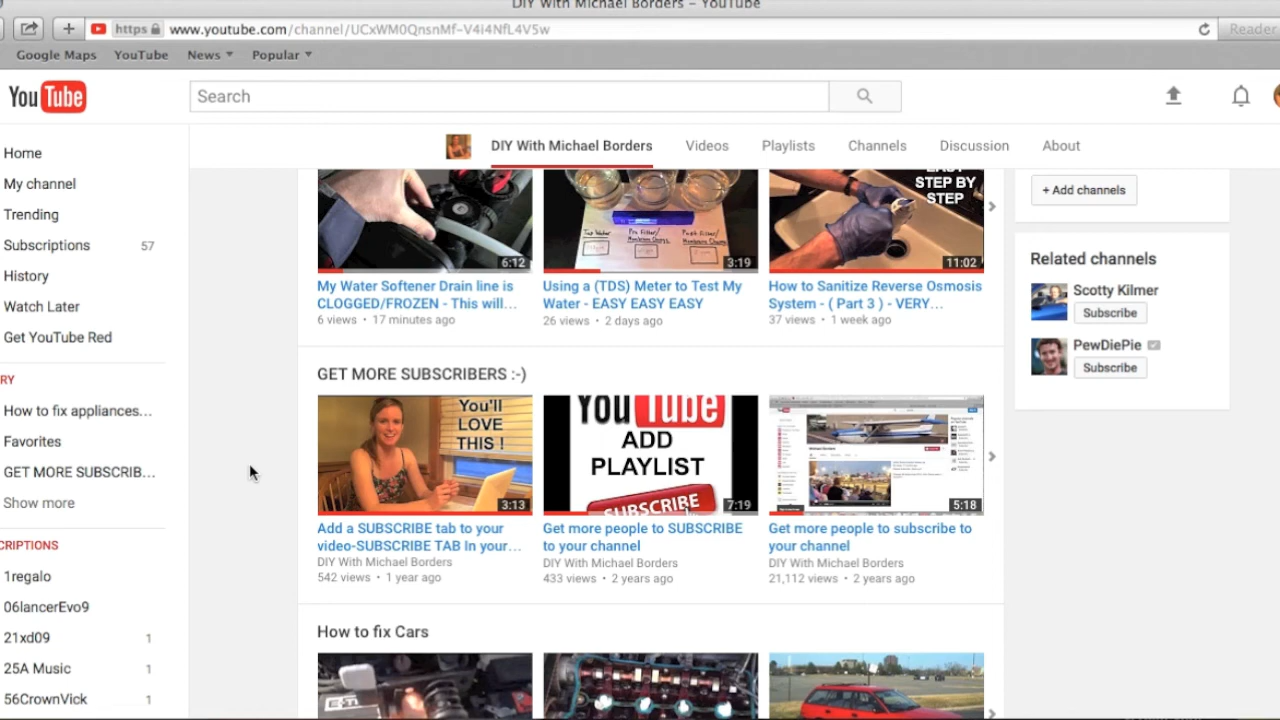 DIY With Michael Borders – YouTube
https www.youtube.com/channel/UCxWM0QnsnMf-V4i4NfL4V5w
Reader
Google Maps YouTube News Popular
YouTube
Search
DIY With Michael Borders Videos Playlists Channels Discussion About
Home
My channel
Trending
Subscriptions 57
History
Watch Later
Get YouTube Red
RY
How to fix appliances...
Favorites
GET MORE SUBSCRIB...
Show more
CRIPTIONS
1regalo
06lancerEvo9
21xd09 1
25A Music 1
56CrownVick 1
STEP BY
STEP
Tap Water
6:12 3:19 11:02
My Water Softener Drain line is
CLOGGED/FROZEN - This will...
6 views • 17 minutes ago
Using a (TDS) Meter to Test My
Water - EASY EASY EASY
26 views • 2 days ago
How to Sanitize Reverse Osmosis
System - ( Part 3 ) - VERY...
37 views • 1 week ago
GET MORE SUBSCRIBERS :-)
You'll
LOVE
THIS !
3:13
YouTube
ADD
PLAYLIST
SUBSCRIBE
7:19
5:18
Add a SUBSCRIBE tab to your
video-SUBSCRIBE TAB In your...
DIY With Michael Borders
542 views • 1 year ago
Get more people to SUBSCRIBE
to your channel
DIY With Michael Borders
433 views • 2 years ago
Get more people to subscribe to
your channel
DIY With Michael Borders
21,112 views • 2 years ago
How to fix Cars
+ Add channels
Related channels
Scotty Kilmer
Subscribe
PewDiePie
Subscribe